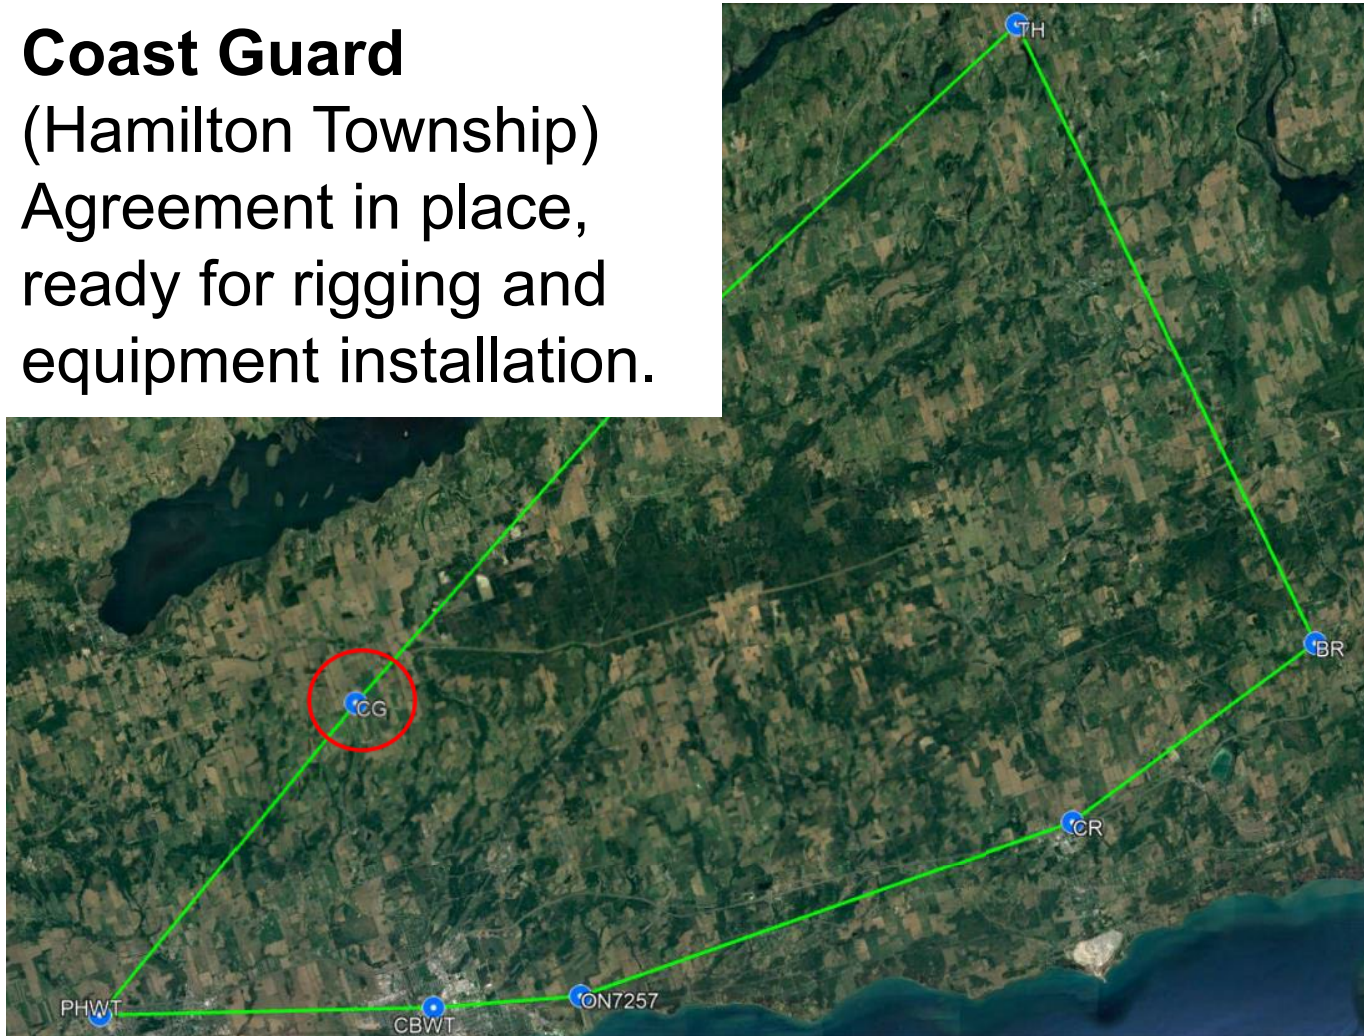 Coast Guard
(Hamilton Township)
Agreement in place,
ready for rigging and
equipment installation.
TH
BR
CG
CR
PHWT
CBWT
ON7257